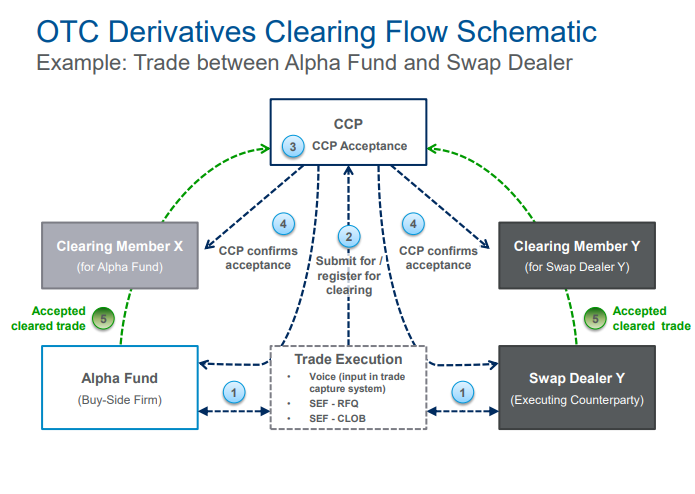 OTC Derivatives Clearing Flow Schematic
Example: Trade between Alpha Fund and Swap Dealer
CCP
3 CCP Acceptance
4
4
2
Clearing Member X
(for Alpha Fund)
CCP confirms
acceptance
Submit for /
register for
clearing
CCP confirms
acceptance
Clearing Member Y
(for Swap Dealer Y)
Accepted
cleared trade
5
5
Accepted
cleared trade
Alpha Fund
(Buy-Side Firm)
1
Trade Execution
• Voice (input in trade
capture system)
• SEF - RFQ
• SEF - CLOB
1
Swap Dealer Y
(Executing Counterparty)